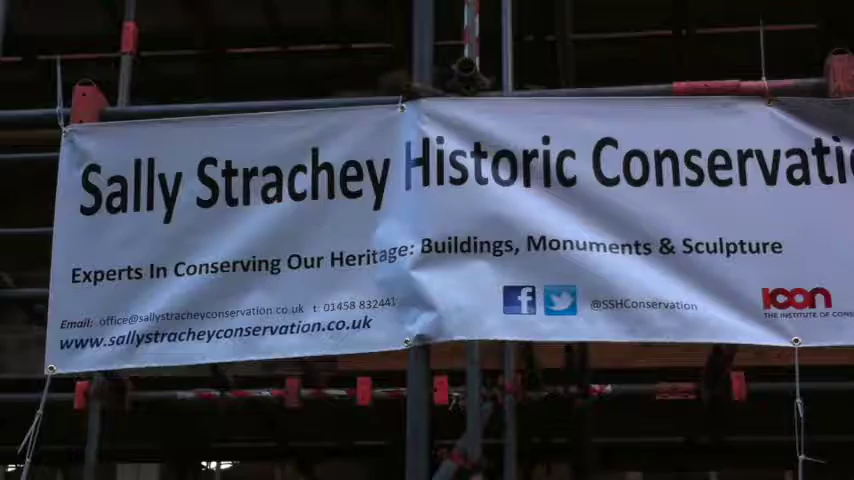 Sally Strachey Historic Conservatio
Experts In Conserving Our Heritage: Buildings, Monuments & Sculpture
Email: office@sallystracheyconservation.co.uk t: 01458 832441
www.sallystracheyconservation.co.uk
@SSHConservation
ICON
THE INSTITUTE OF CONS